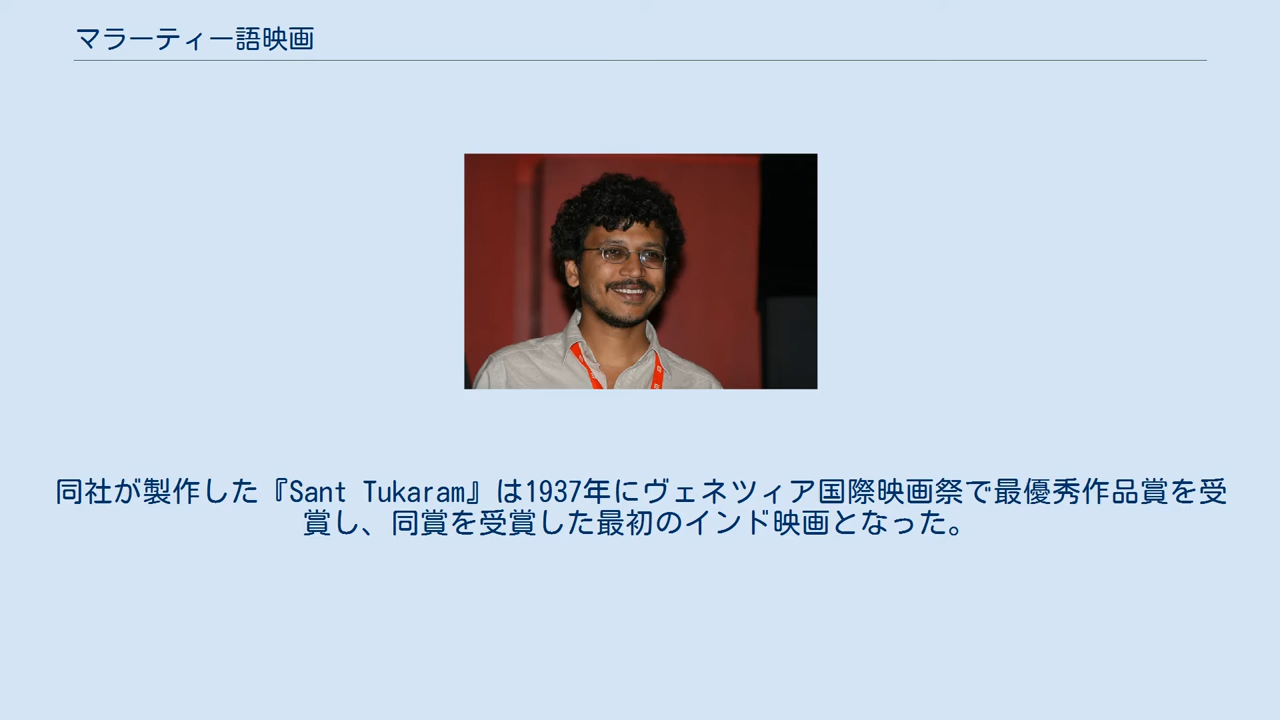 マラーティー語映画
同社が製作した『Sant Tukaram』は1937年にヴェネツィア国際映画祭で最優秀作品賞を受
賞し、同賞を受賞した最初のインド映画となった。